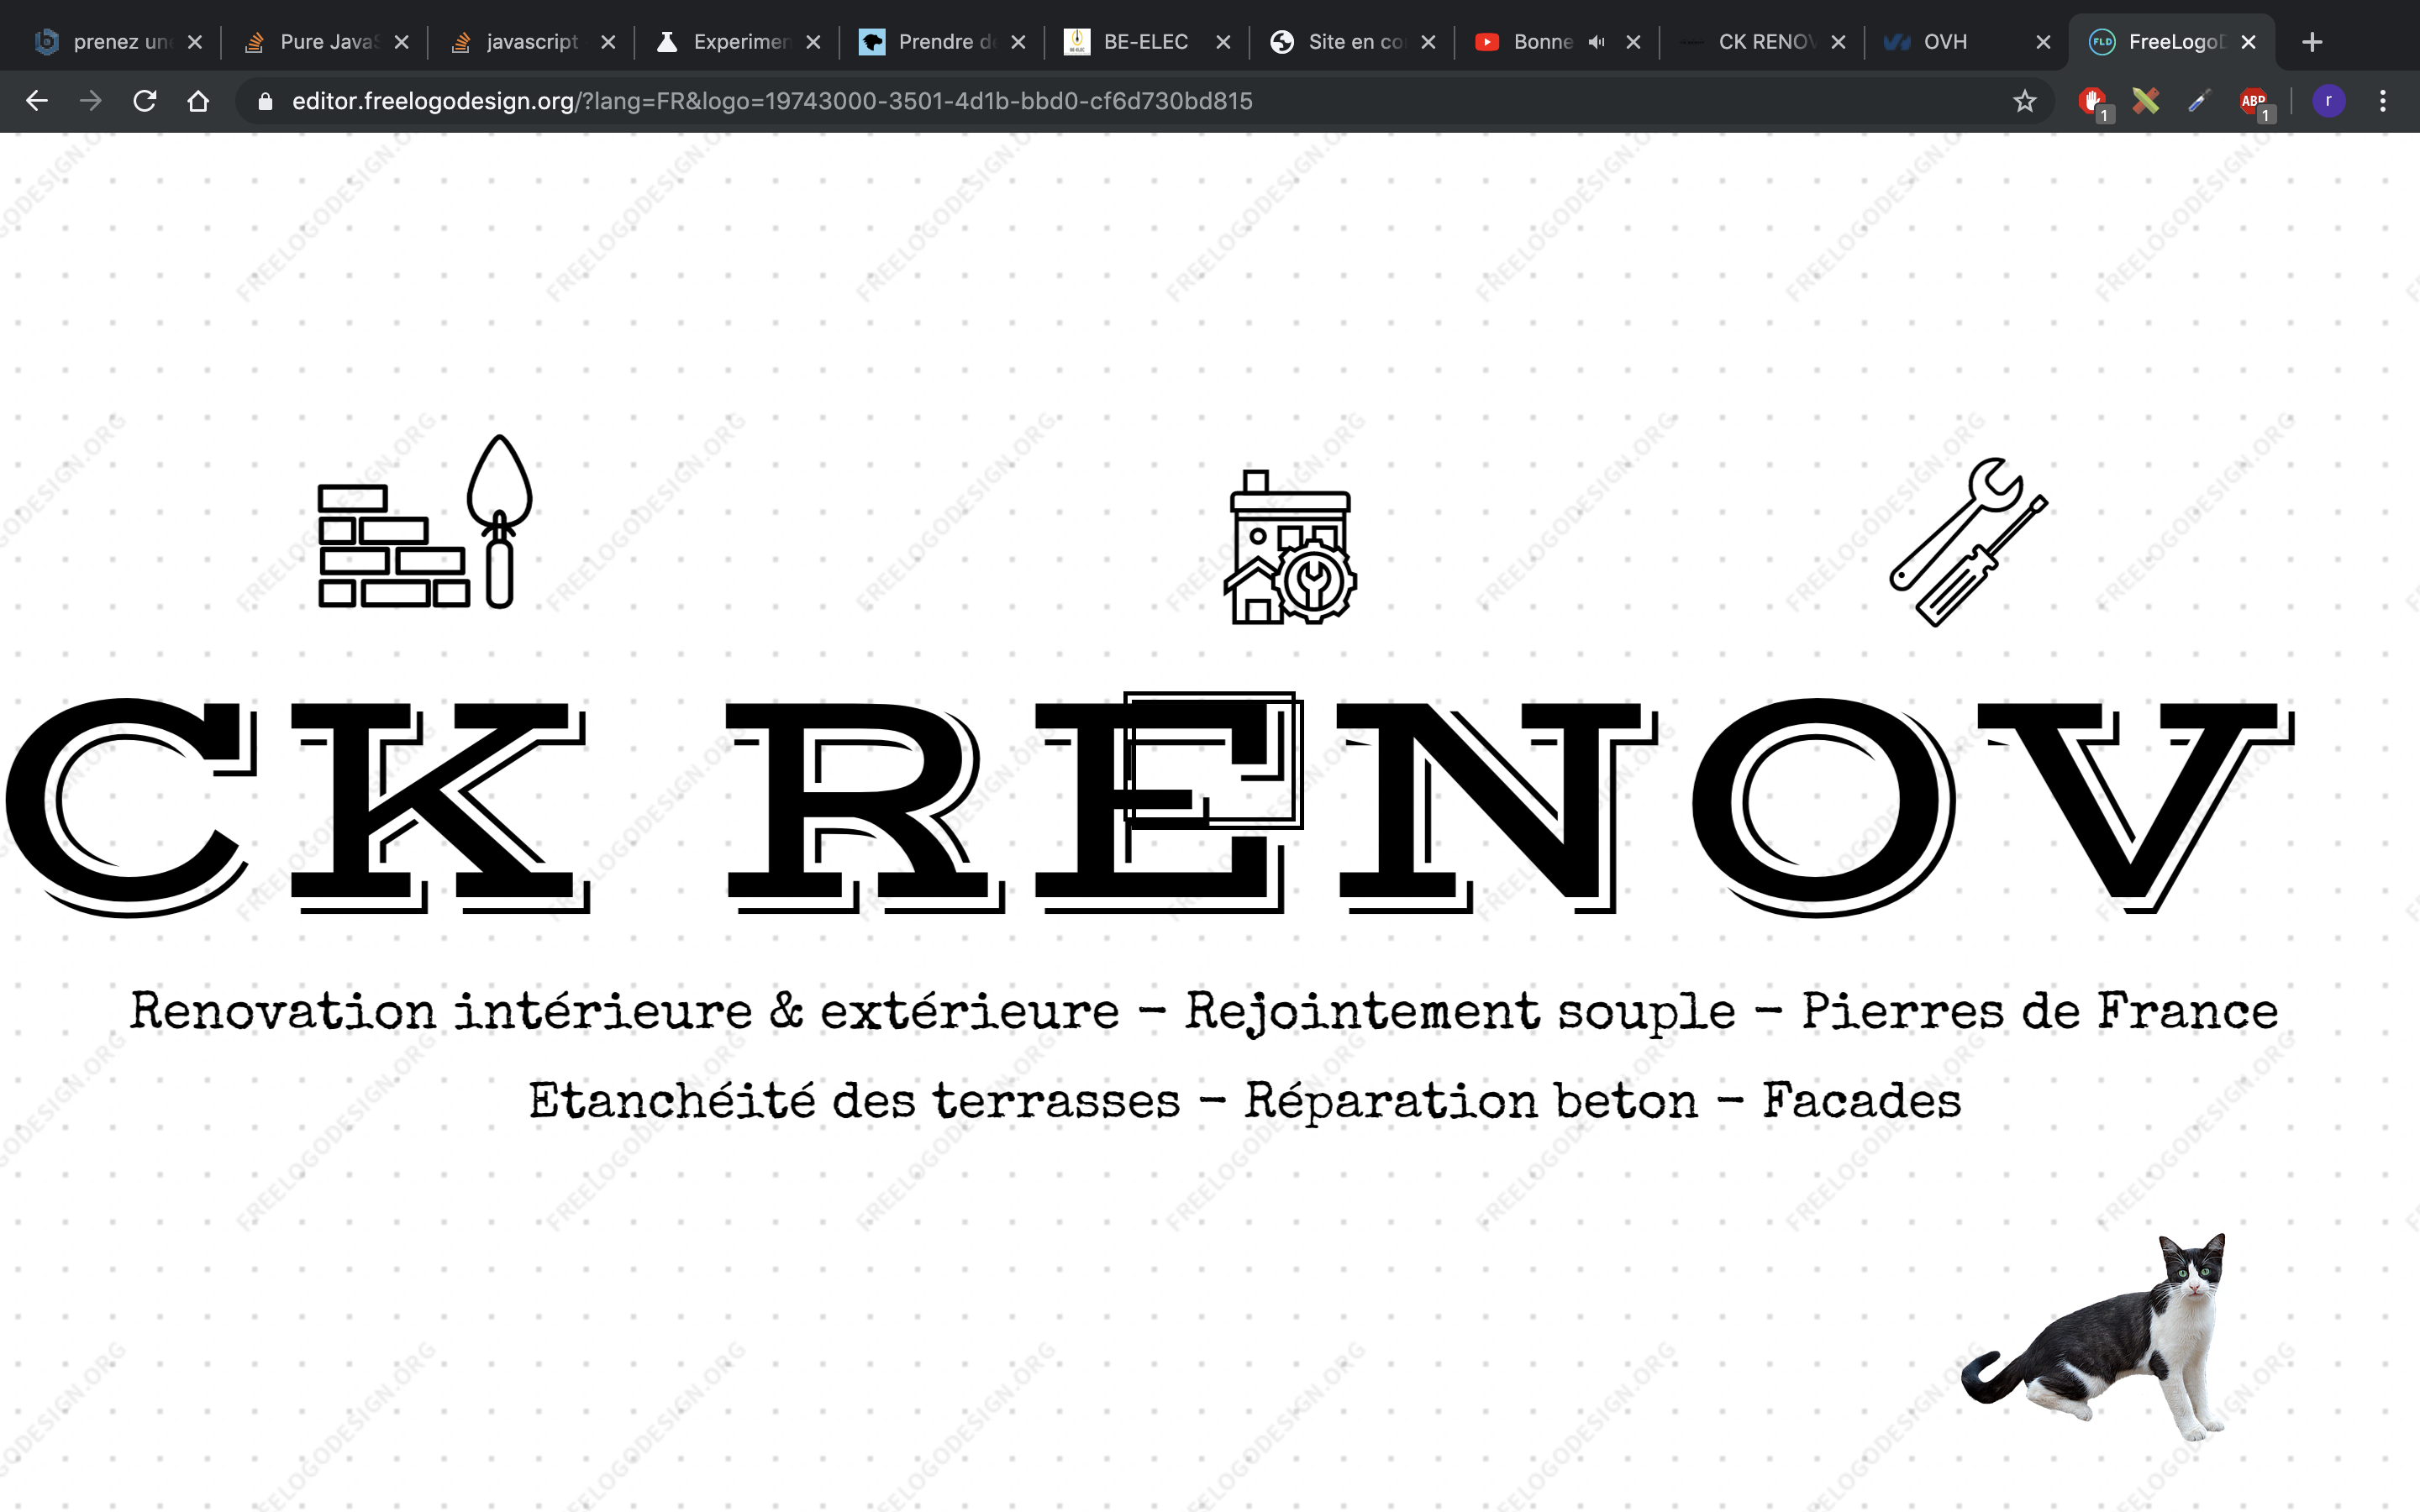 prenez une
Pure JavaS
javascript
Experimen
Prendre de
BE-ELEC
Site en co
Bonne
CK RENOV
OVH
FreeLogoD
editor.freelogodesign.org/?lang=FR&logo=19743000-3501-4d1b-bbd0-cf6d730bd815
1
ABP
1
r
CK RENOV
Renovation intérieure & extérieure - Rejointement souple - Pierres de France
Etanchéité des terrasses - Réparation beton - Facades
FREELOGODESIGN.ORG